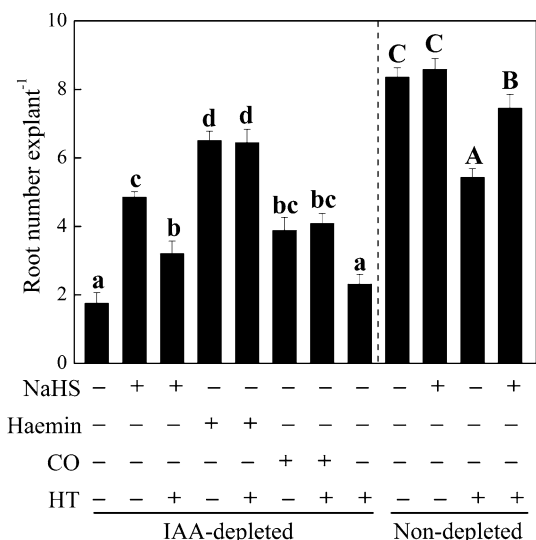 Root number explant⁻¹
10
8
6
4
2
0
a c b d d bc bc a C C A B
NaHS – + + – – – – – – + – +
Haemin – – – + + – – – – – – –
CO – – – – – + + – – – – –
HT – – + – + – + + – – + +
IAA-depleted Non-depleted